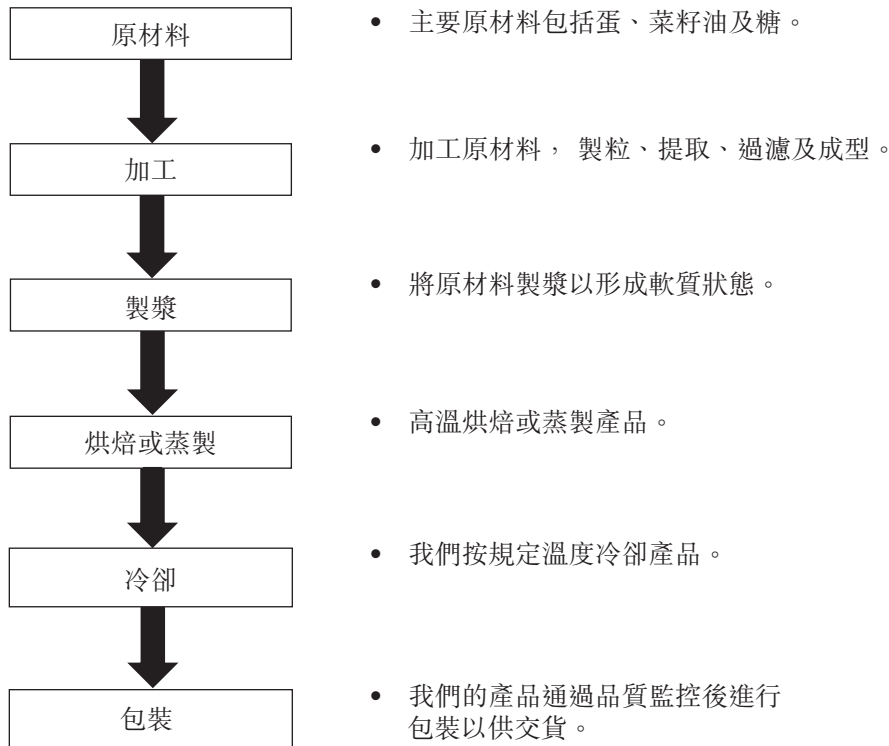 原材料
• 主要原材料包括蛋、菜籽油及糖。
加工
• 加工原材料， 製粒、提取、過濾及成型。
製漿
• 將原材料製漿以形成軟質狀態。
烘焙或蒸製
• 高溫烘焙或蒸製產品。
冷卻
• 我們按規定溫度冷卻產品。
包裝
• 我們的產品通過品質監控後進行
包裝以供交貨。